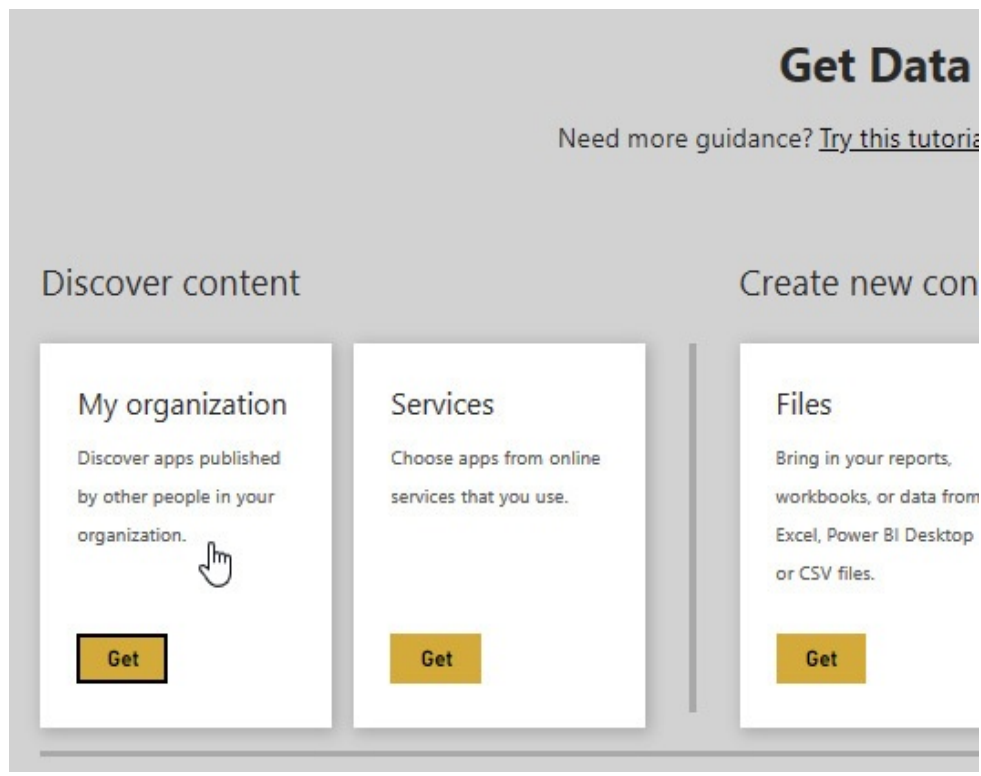 Get Data
Need more guidance? Try this tutoria
Discover content
Create new con
My organization
Discover apps published
by other people in your
organization.
Get
Services
Choose apps from online
services that you use.
Get
Files
Bring in your reports,
workbooks, or data from
Excel, Power BI Desktop
or CSV files.
Get